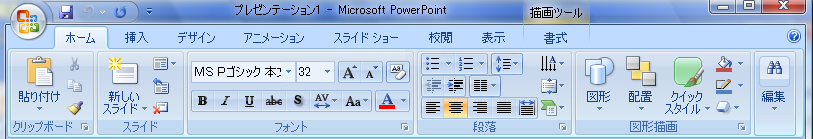 プレゼンテーション1 - Microsoft PowerPoint
描画ツール
ホーム 挿入 デザイン アニメーション スライド ショー 校閲 表示 書式
貼り付け
新しい
スライド
MS Pゴシック 本文
32
B I U abc S AV Aa A
図形 配置 クイック
スタイル
編集
クリップボード スライド フォント 段落 図形描画